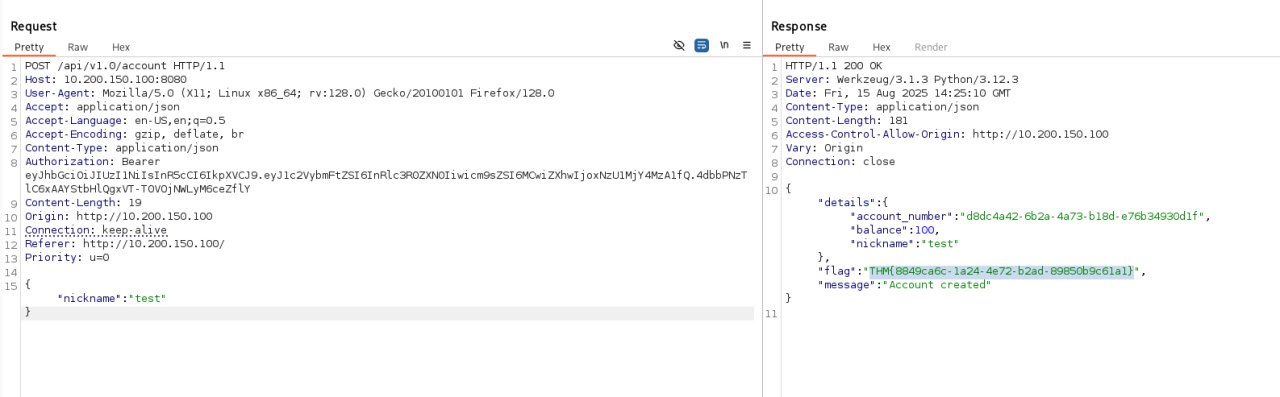 Request
Pretty Raw Hex
\n
1 POST /api/v1.0/account HTTP/1.1
2 Host: 10.200.150.100:8080
3 User-Agent: Mozilla/5.0 (X11; Linux x86_64; rv:128.0) Gecko/20100101 Firefox/128.0
4 Accept: application/json
5 Accept-Language: en-US,en;q=0.5
6 Accept-Encoding: gzip, deflate, br
7 Content-Type: application/json
8 Authorization: Bearer
eyJhbGciOiJIUzI1NiIsInR5cCI6IkpXVCJ9.eyJ1c2VybmFtZSI6InRlc3R0ZXN0Iiwicm9sZSI6MCwiZXhwIjoxNzU1MjY4MzA1fQ.4dbbPNzT
lC6xAAYStbHlQgxVT-T0VOjNWLyM6ceZflY
9 Content-Length: 19
10 Origin: http://10.200.150.100
11 Connection: keep-alive
12 Referer: http://10.200.150.100/
13 Priority: u=0
14
15 {
"nickname":"test"
}
Response
Pretty Raw Hex Render
1 HTTP/1.1 200 OK
2 Server: Werkzeug/3.1.3 Python/3.12.3
3 Date: Fri, 15 Aug 2025 14:25:10 GMT
4 Content-Type: application/json
5 Content-Length: 181
6 Access-Control-Allow-Origin: http://10.200.150.100
7 Vary: Origin
8 Connection: close
9
10 {
"details":{
"account_number":"d8dc4a42-6b2a-4a73-b18d-e76b34930d1f",
"balance":100,
"nickname":"test"
},
"flag":"THM{8849ca6c-1a24-4e72-b2ad-89850b9c61a1}",
"message":"Account created"
}
11